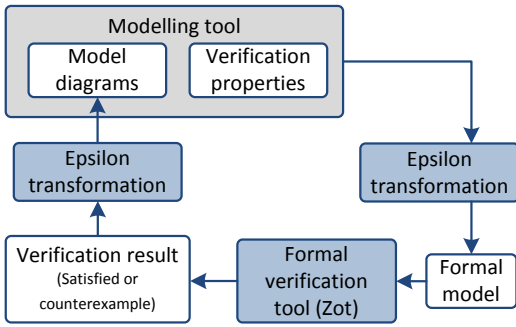 Modelling tool
Model
diagrams
Verification
properties
Epsilon
transformation
Epsilon
transformation
Verification result
(Satisfied or
counterexample)
Formal
verification
tool (Zot)
Formal
model